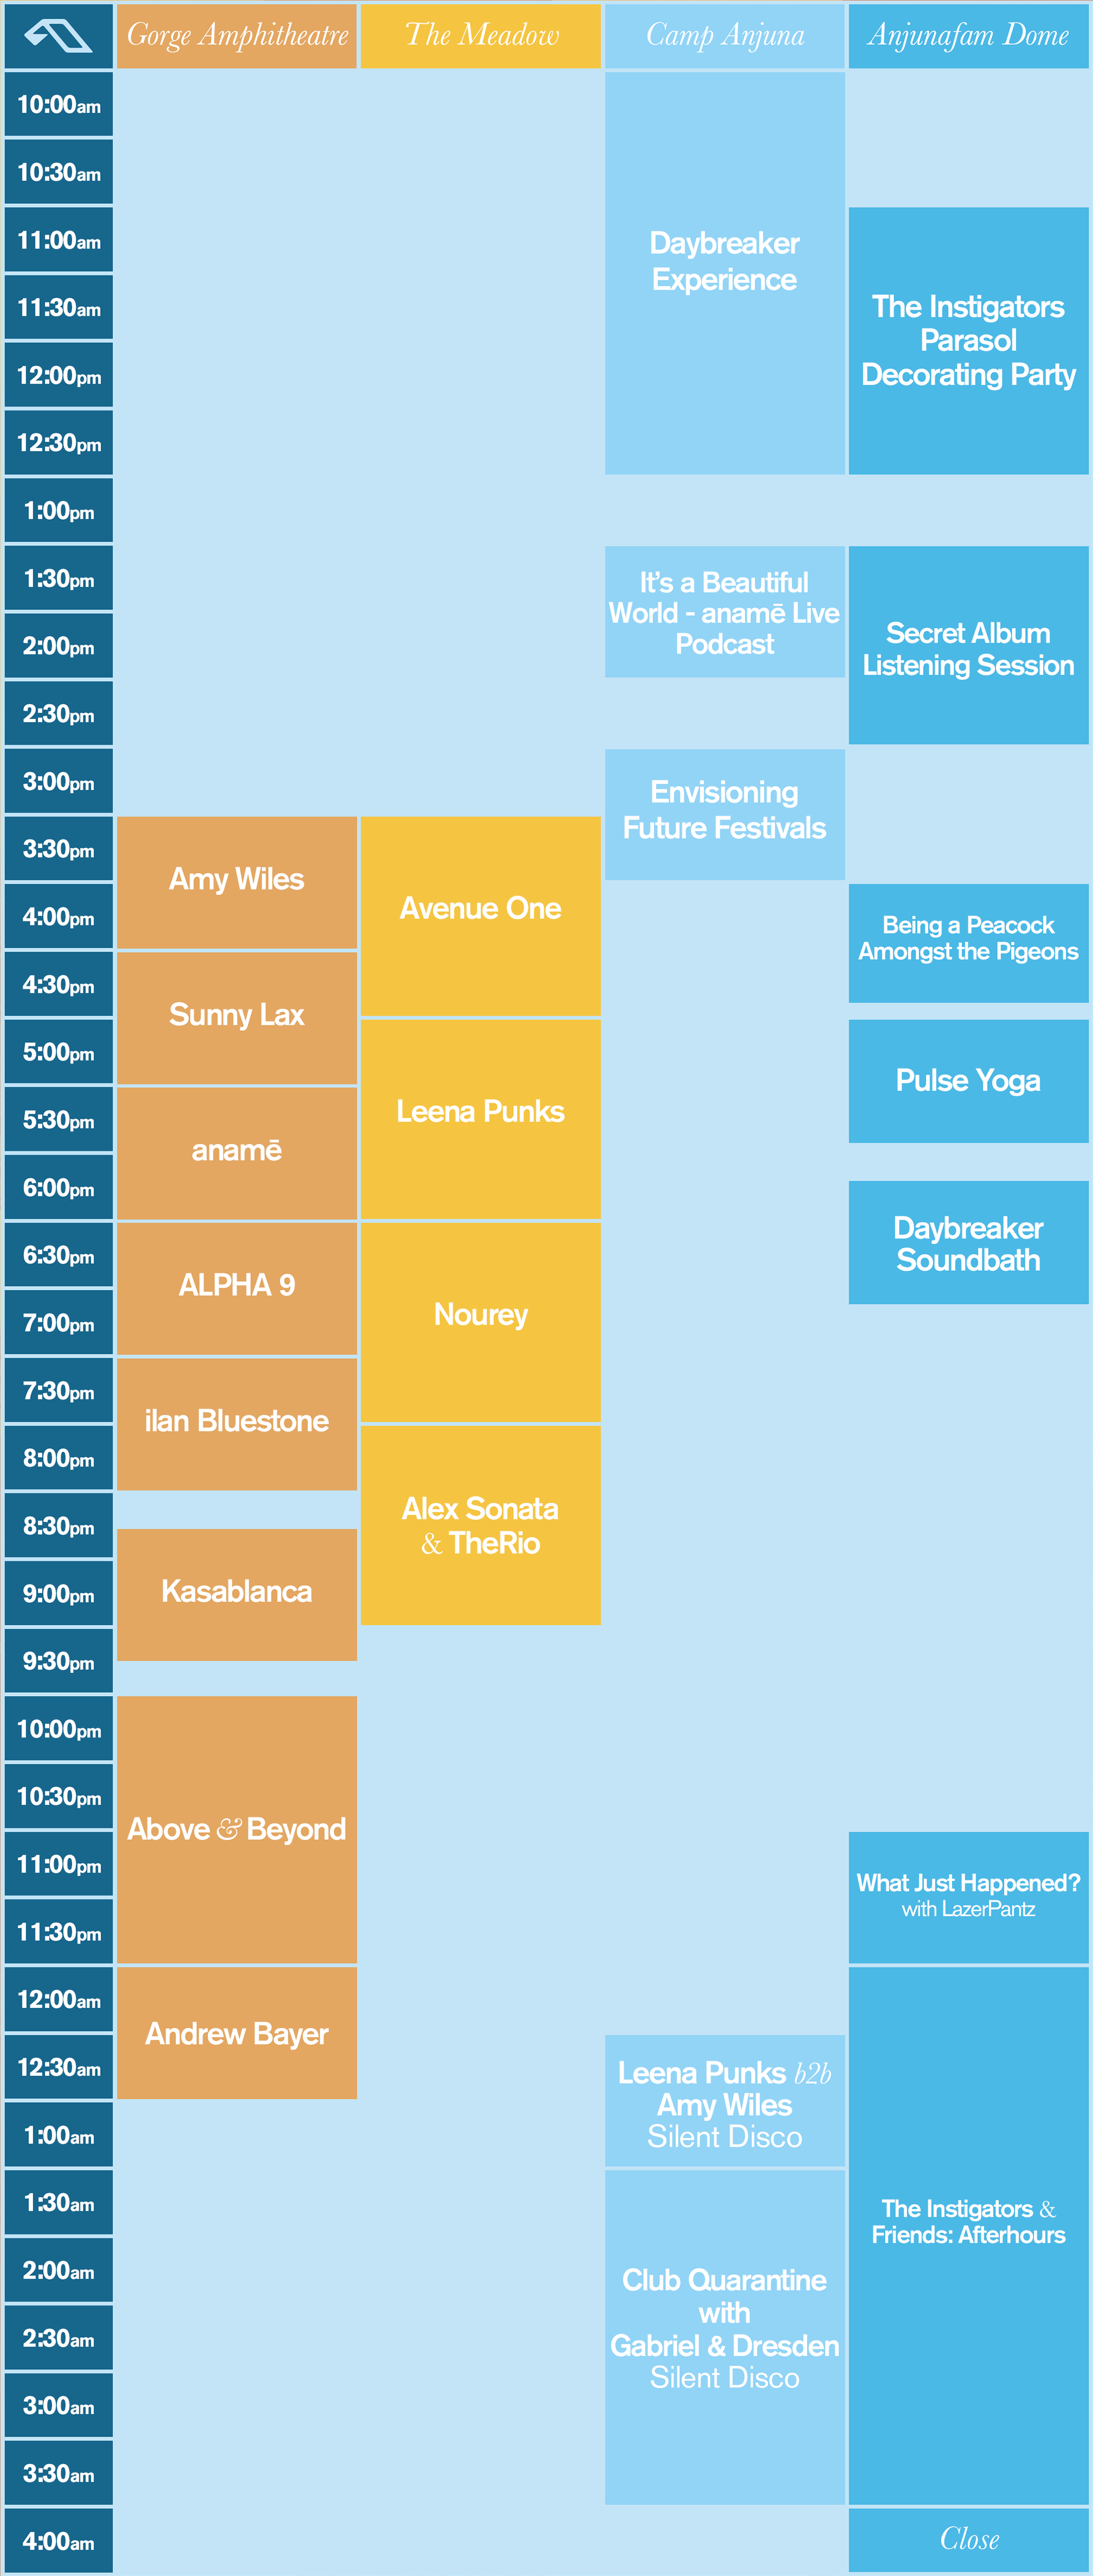 Gorge Amphitheatre
The Meadow
Camp Anjuna
Anjunafam Dome
10:00am
10:30am
11:00am
11:30am
12:00pm
12:30pm
1:00pm
1:30pm
2:00pm
2:30pm
3:00pm
3:30pm
4:00pm
4:30pm
5:00pm
5:30pm
6:00pm
6:30pm
7:00pm
7:30pm
8:00pm
8:30pm
9:00pm
9:30pm
10:00pm
10:30pm
11:00pm
11:30pm
12:00am
12:30am
1:00am
1:30am
2:00am
2:30am
3:00am
3:30am
4:00am
Amy Wiles
Sunny Lax
anamē
ALPHA 9
ilan Bluestone
Kasablanca
Above & Beyond
Andrew Bayer
Avenue One
Leena Punks
Nourey
Alex Sonata
& TheRio
Daybreaker
Experience
It's a Beautiful
World - anamē Live
Podcast
Envisioning
Future Festivals
Leena Punks b2b
Amy Wiles
Silent Disco
Club Quarantine
with
Gabriel & Dresden
Silent Disco
The Instigators
Parasol
Decorating Party
Secret Album
Listening Session
Being a Peacock
Amongst the Pigeons
Pulse Yoga
Daybreaker
Soundbath
What Just Happened?
with LazerPantz
The Instigators &
Friends: Afterhours
Close